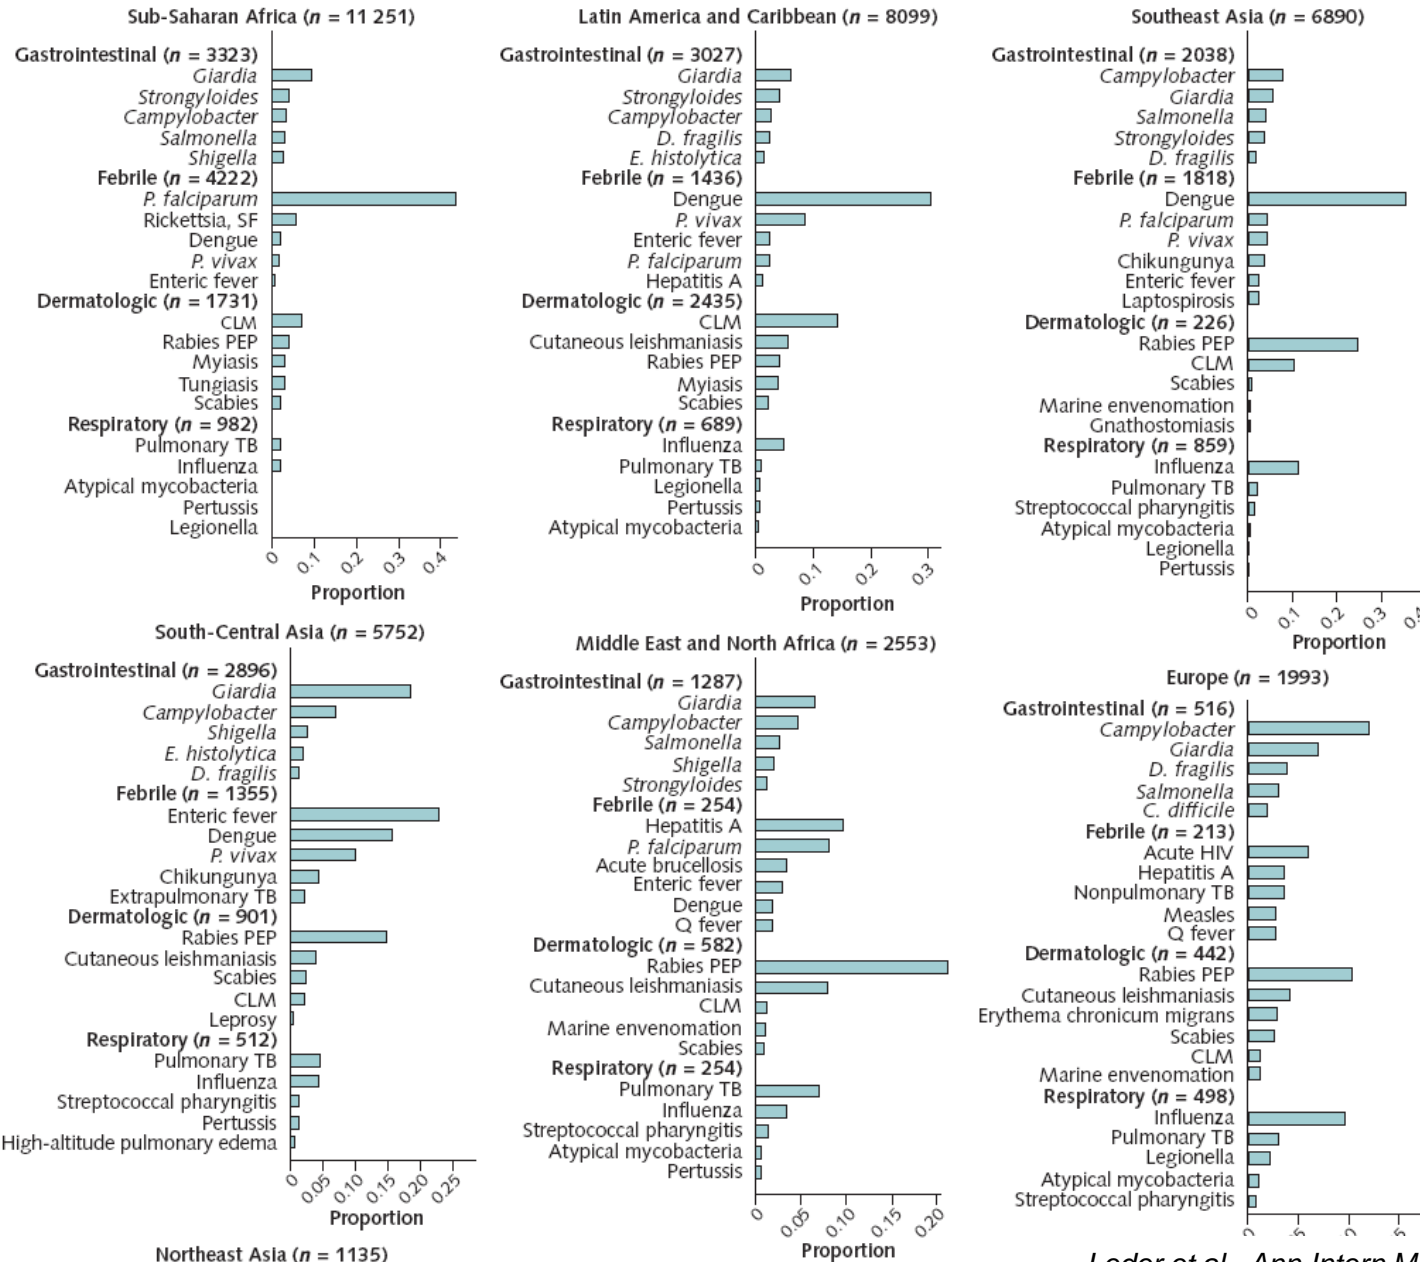 Sub-Saharan Africa (n = 11 251)
Gastrointestinal (n = 3323)
Giardia
Strongyloides
Campylobacter
Salmonella
Shigella
Febrile (n = 4222)
P. falciparum
Rickettsia, SF
Dengue
P. vivax
Enteric fever
Dermatologic (n = 1731)
CLM
Rabies PEP
Myiasis
Tungiasis
Scabies
Respiratory (n = 982)
Pulmonary TB
Influenza
Atypical mycobacteria
Pertussis
Legionella
0 0.1 0.2 0.3 0.4
Proportion
Latin America and Caribbean (n = 8099)
Gastrointestinal (n = 3027)
Giardia
Strongyloides
Campylobacter
D. fragilis
E. histolytica
Febrile (n = 1436)
Dengue
P. vivax
Enteric fever
P. falciparum
Hepatitis A
Dermatologic (n = 2435)
CLM
Cutaneous leishmaniasis
Rabies PEP
Myiasis
Scabies
Respiratory (n = 689)
Influenza
Pulmonary TB
Legionella
Pertussis
Atypical mycobacteria
0 0.1 0.2 0.3
Proportion
Southeast Asia (n = 6890)
Gastrointestinal (n = 2038)
Campylobacter
Giardia
Salmonella
Strongyloides
D. fragilis
Febrile (n = 1818)
Dengue
P. falciparum
P. vivax
Chikungunya
Enteric fever
Laptospirosis
Dermatologic (n = 226)
Rabies PEP
CLM
Scabies
Marine envenomation
Gnathostomiasis
Respiratory (n = 859)
Influenza
Pulmonary TB
Streptococcal pharyngitis
Atypical mycobacteria
Legionella
Pertussis
0 0.1 0.2 0.3
Proportion
South-Central Asia (n = 5752)
Gastrointestinal (n = 2896)
Giardia
Campylobacter
Shigella
E. histolytica
D. fragilis
Febrile (n = 1355)
Enteric fever
Dengue
P. vivax
Chikungunya
Extrapulmonary TB
Dermatologic (n = 901)
Rabies PEP
Cutaneous leishmaniasis
Scabies
CLM
Leprosy
Respiratory (n = 512)
Pulmonary TB
Influenza
Streptococcal pharyngitis
Pertussis
High-altitude pulmonary edema
0 0.05 0.10 0.15 0.20 0.25
Proportion
Middle East and North Africa (n = 2553)
Gastrointestinal (n = 1287)
Giardia
Campylobacter
Salmonella
Shigella
Strongyloides
Febrile (n = 254)
Hepatitis A
P. falciparum
Acute brucellosis
Enteric fever
Dengue
Q fever
Dermatologic (n = 582)
Rabies PEP
Cutaneous leishmaniasis
CLM
Marine envenomation
Scabies
Respiratory (n = 254)
Pulmonary TB
Influenza
Streptococcal pharyngitis
Atypical mycobacteria
Pertussis
0 0.05 0.10 0.15 0.20
Proportion
Europe (n = 1993)
Gastrointestinal (n = 516)
Campylobacter
Giardia
D. fragilis
Salmonella
C. difficile
Febrile (n = 213)
Acute HIV
Hepatitis A
Nonpulmonary TB
Measles
Q fever
Dermatologic (n = 442)
Rabies PEP
Cutaneous leishmaniasis
Erythema chronicum migrans
Scabies
CLM
Marine envenomation
Respiratory (n = 498)
Influenza
Pulmonary TB
Legionella
Atypical mycobacteria
Streptococcal pharyngitis
Northeast Asia (n = 1135)